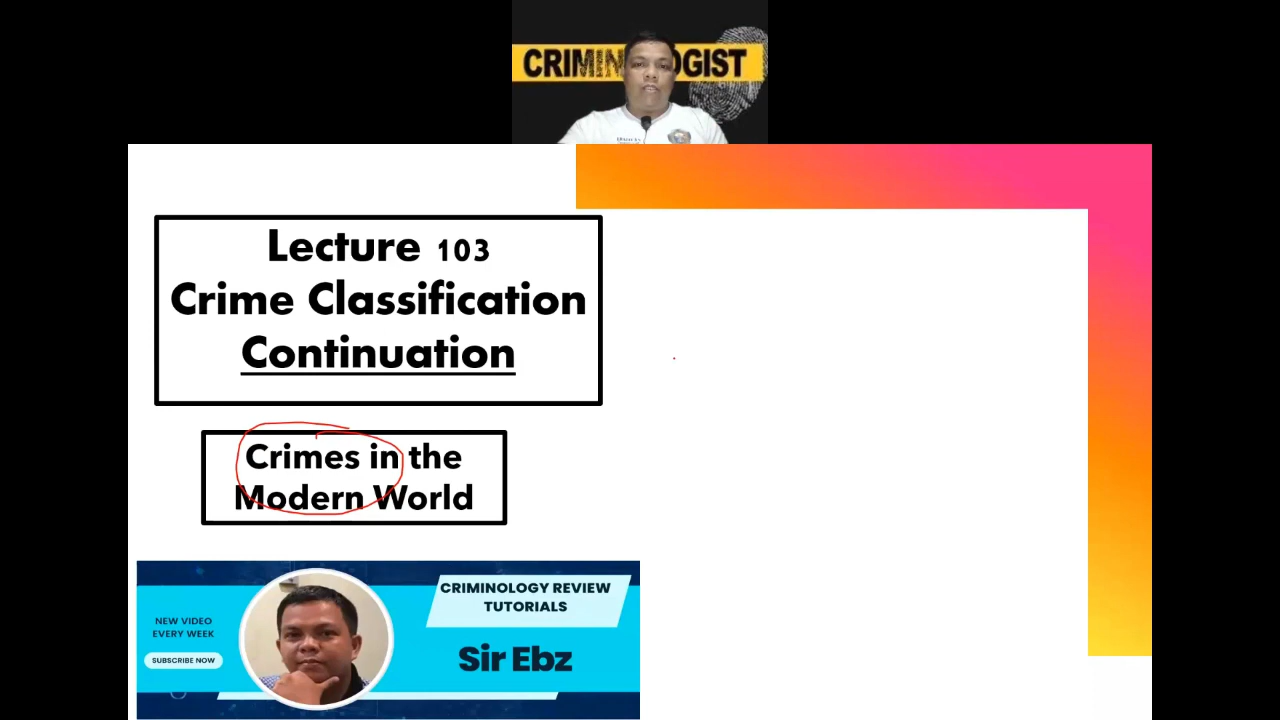 CRIMINOLOGIST
Lecture 103
Crime Classification
Continuation
Crimes in the
Modern World
NEW VIDEO
EVERY WEEK
SUBSCRIBE NOW
CRIMINOLOGY REVIEW
TUTORIALS
Sir Ebz